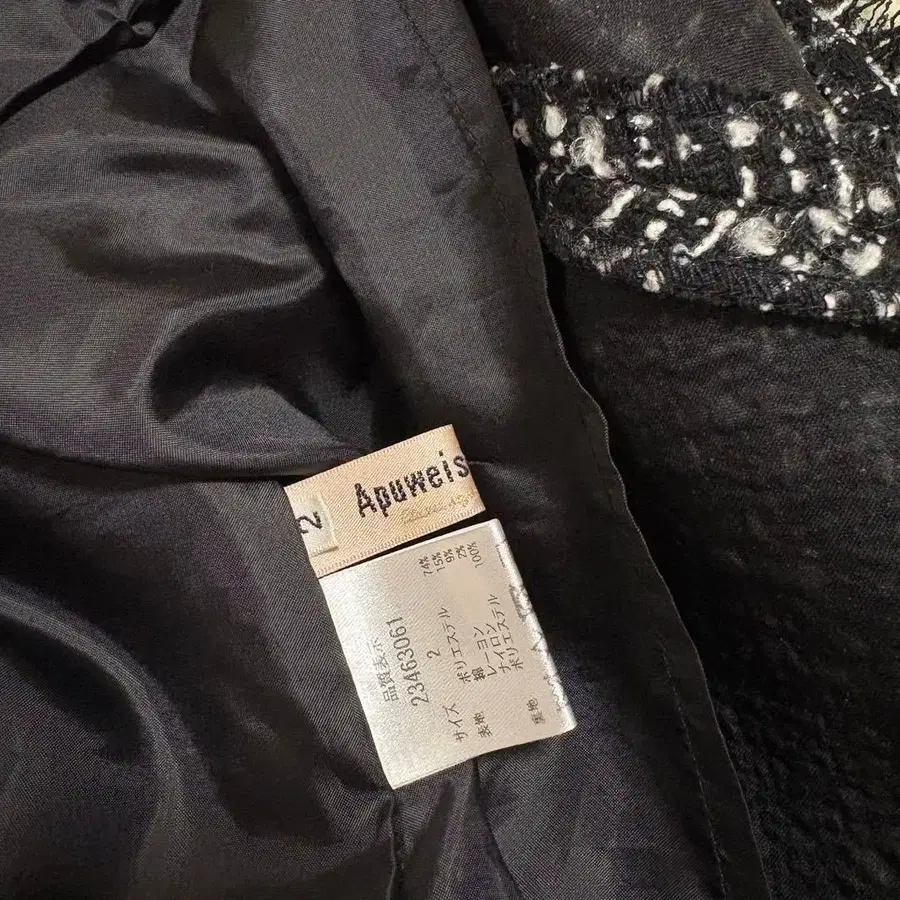 Apuweis
2
品質表示
23463061
サイズ 2
表地 ポリエステル 74%
綿 15%
レーヨン 9%
ナイロン 2%
裏地 ポリエステル 100%